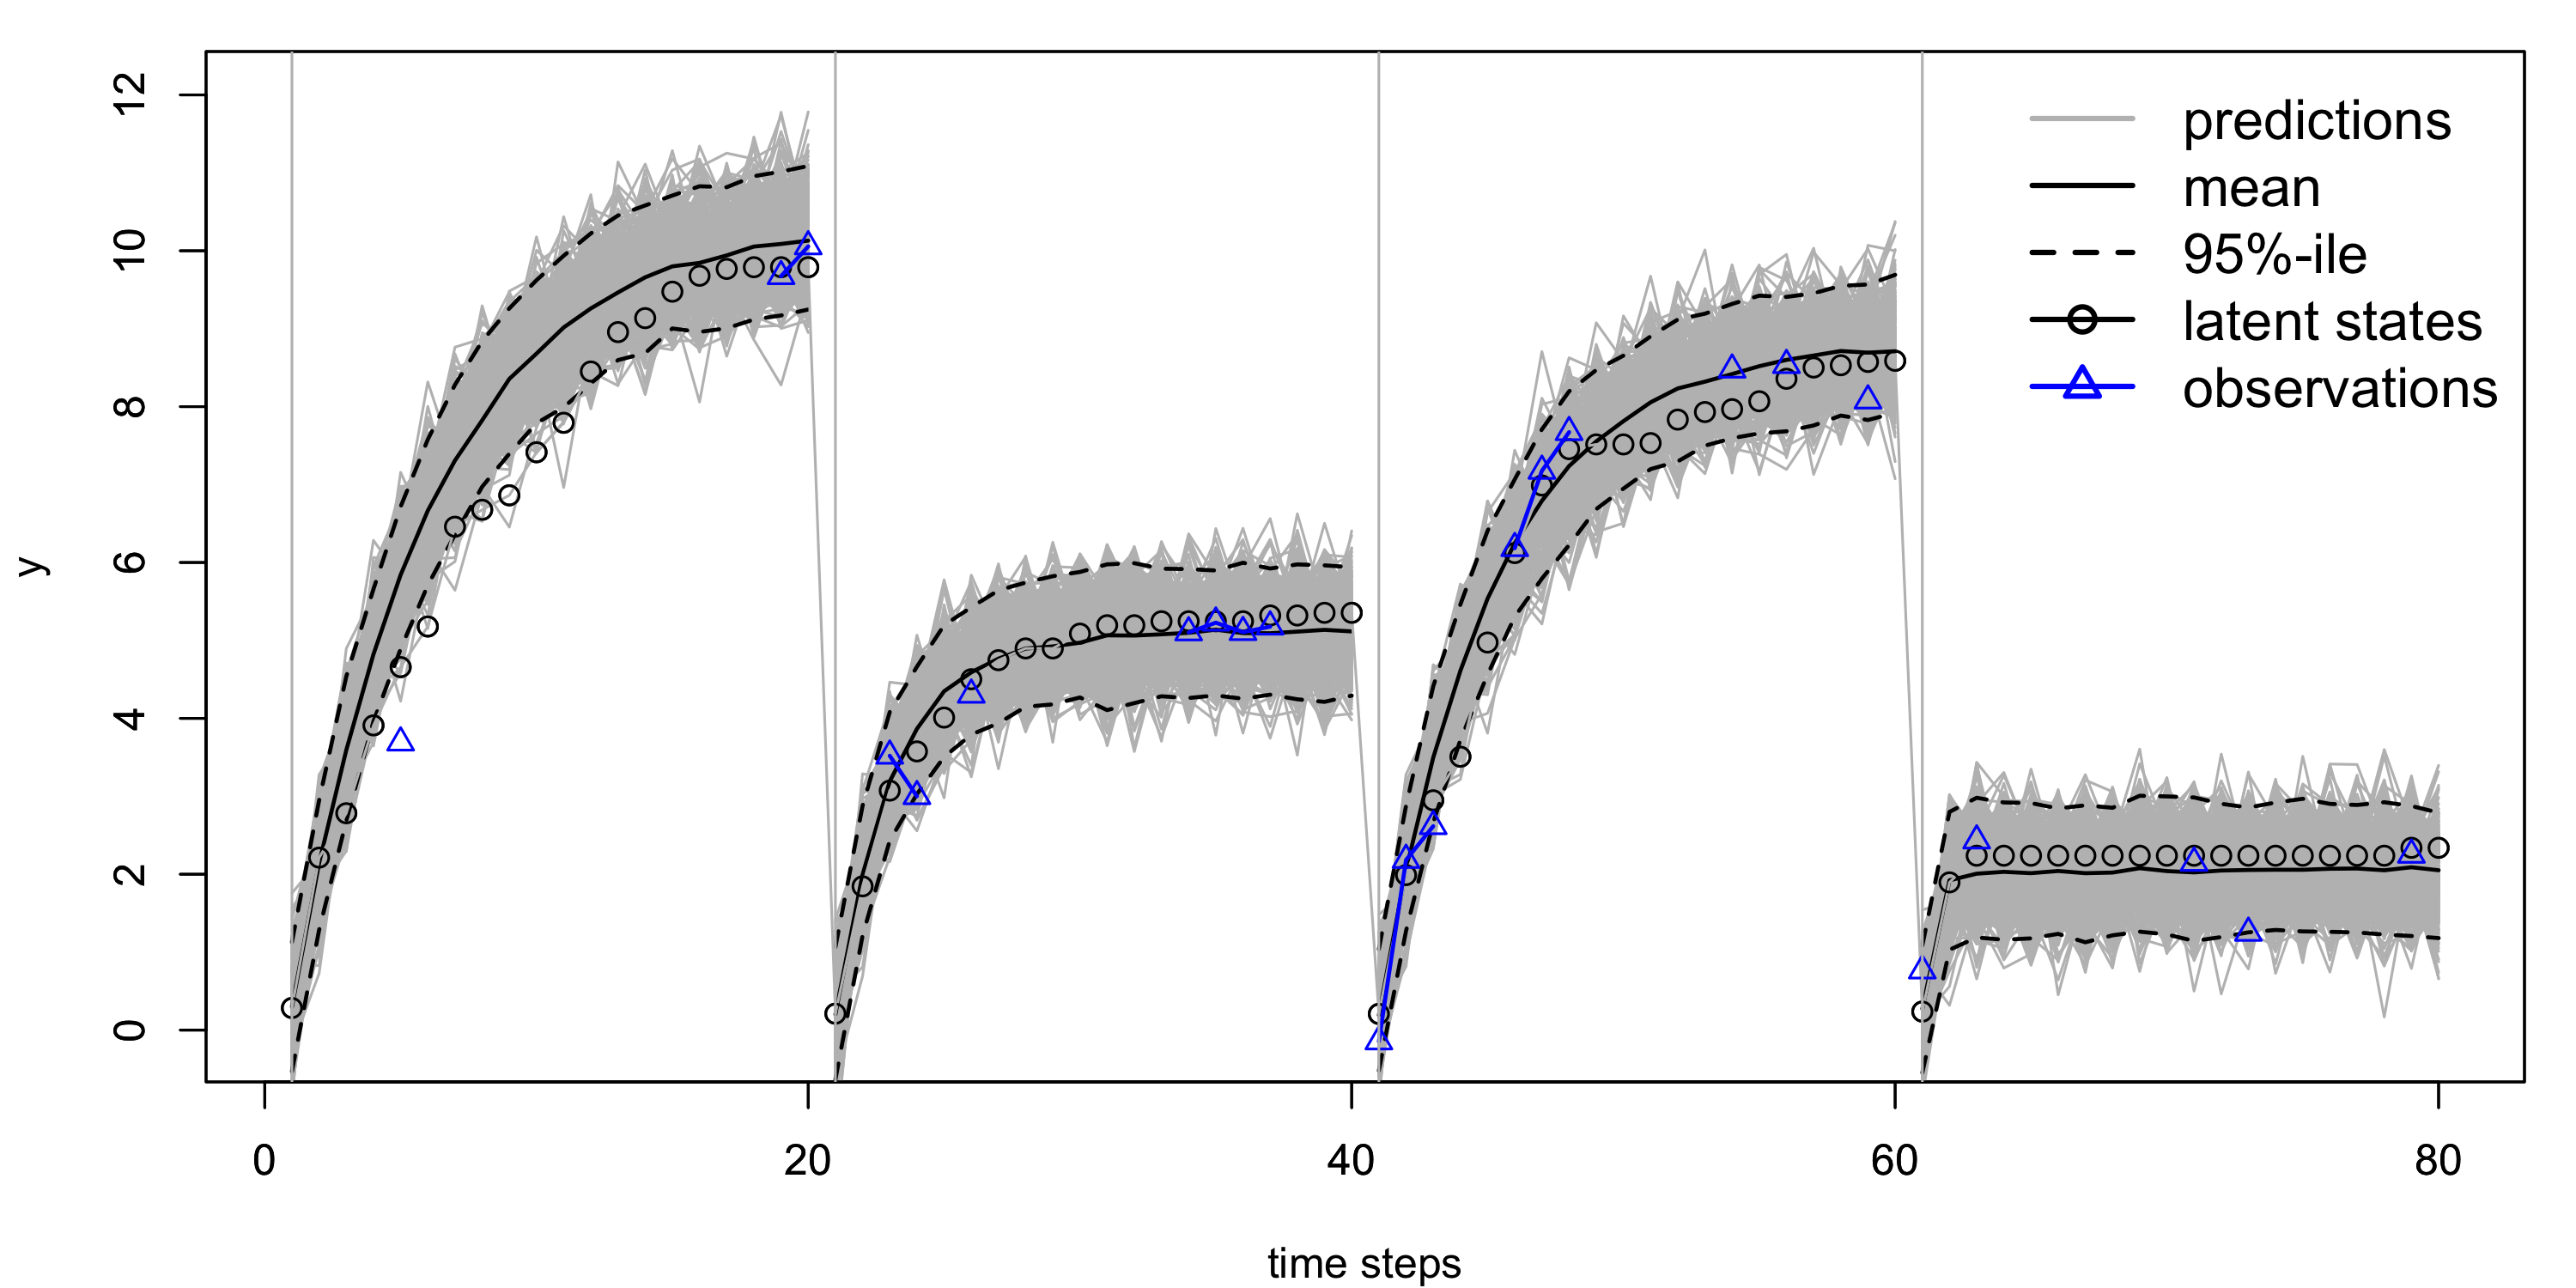 12
10
8
6
4
2
0
y
predictions
mean
95%-ile
latent states
observations
0 20 40 60 80
time steps